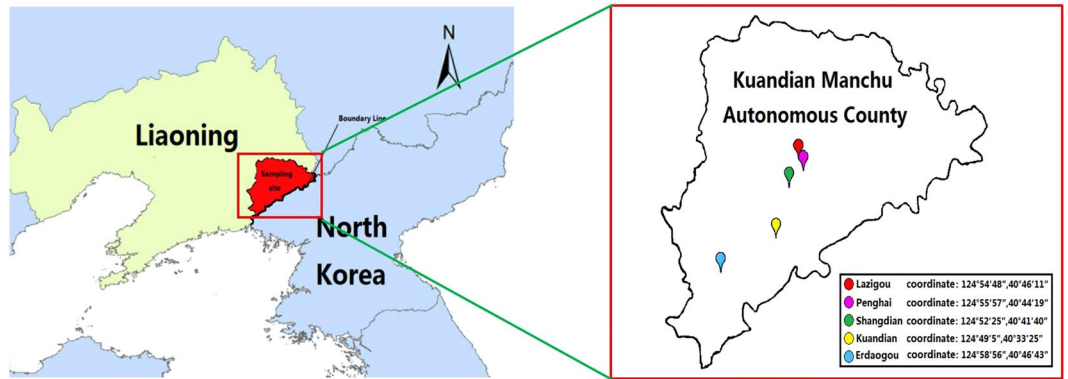 N
Liaoning
Boundary Line
Sampling
site
North
Korea
Kuandian Manchu
Autonomous County
Lazigou coordinate: 124°54'48",40°46'11"
Penghai coordinate: 124°55'57",40°44'19"
Shangdian coordinate: 124°52'25",40°41'40"
Kuandian coordinate: 124°49'5",40°33'25"
Erdaogou coordinate: 124°58'56",40°46'43"